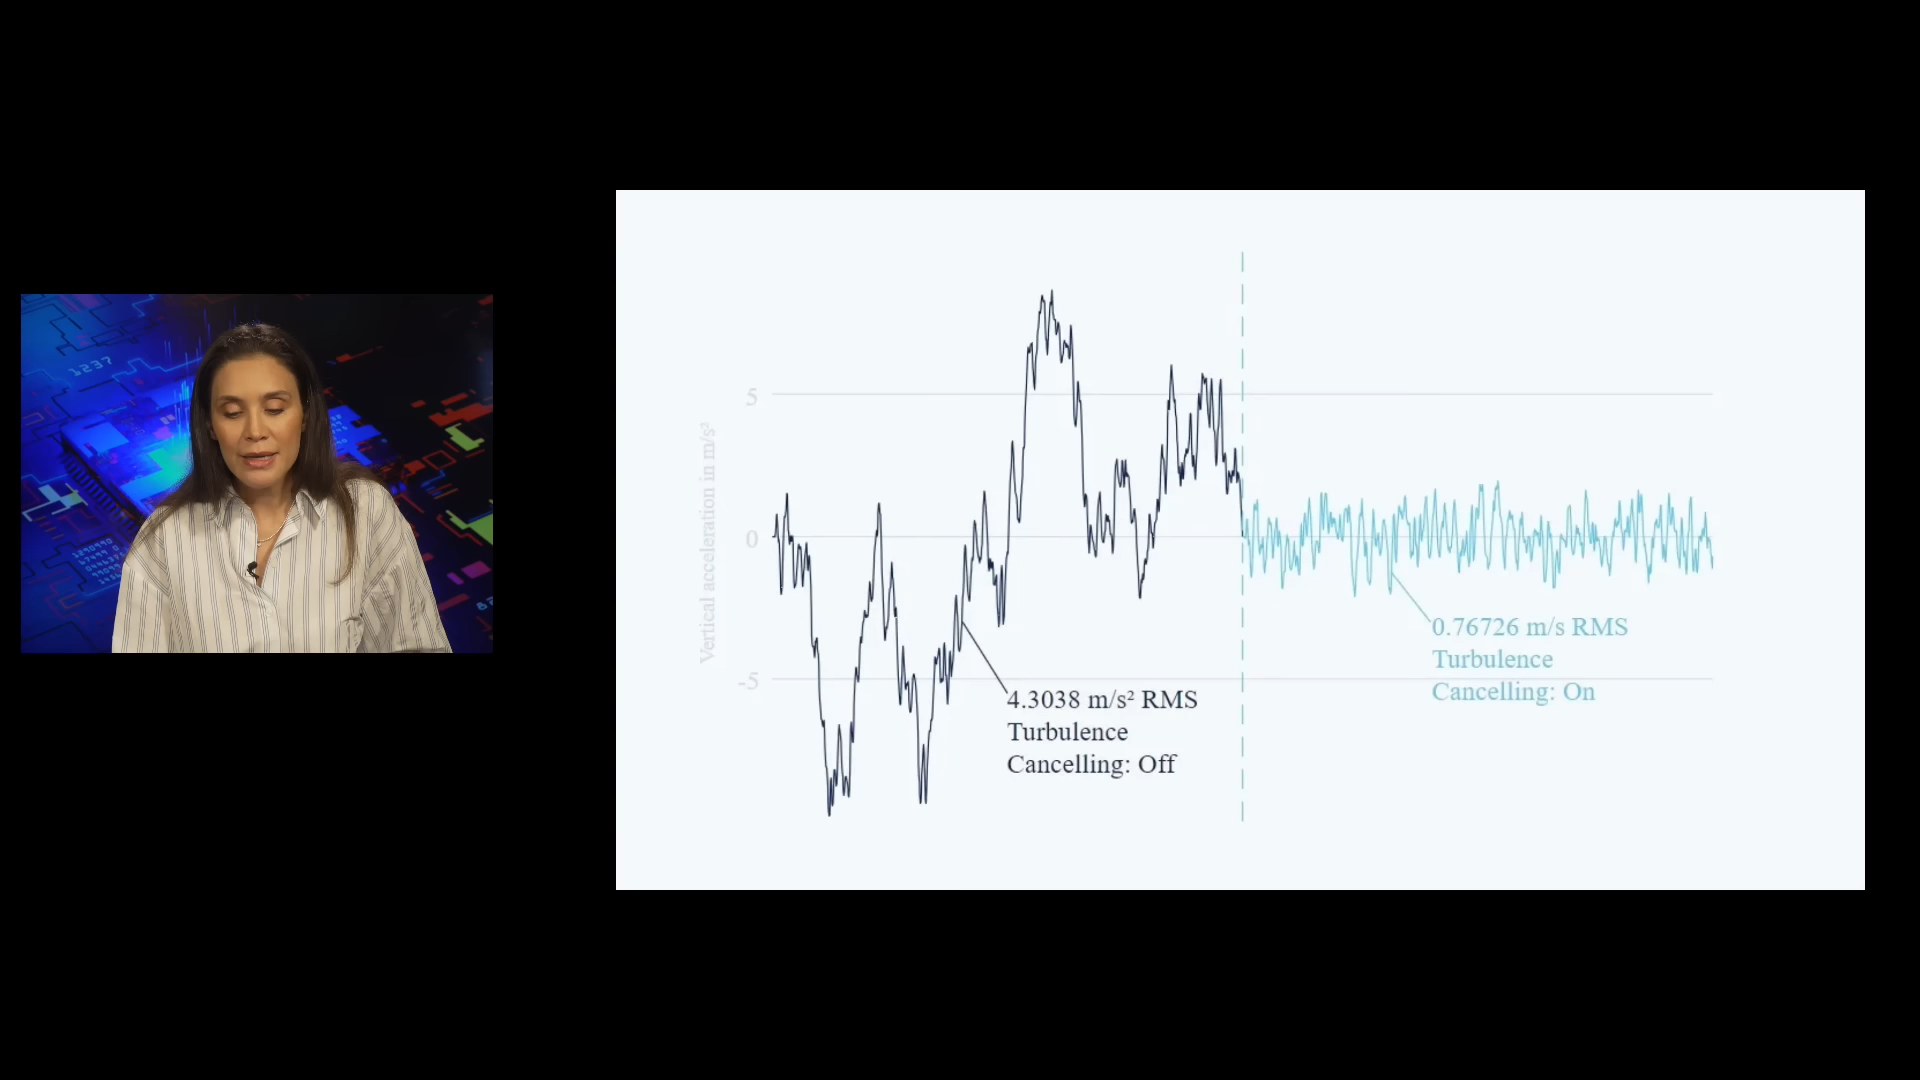 1237
5
0
-5
Vertical acceleration in m/s²
4.3038 m/s² RMS
Turbulence
Cancelling: Off
0.76726 m/s RMS
Turbulence
Cancelling: On